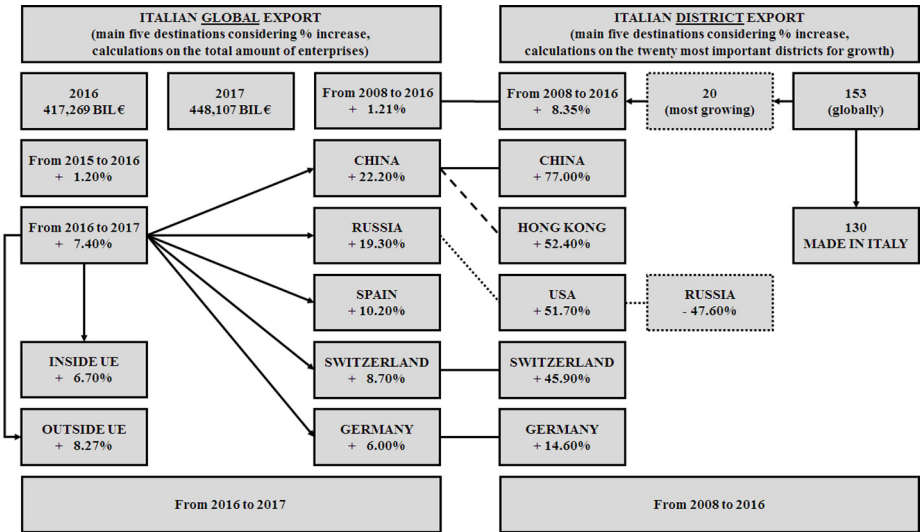 ITALIAN GLOBAL EXPORT
(main five destinations considering % increase,
calculations on the total amount of enterprises)
ITALIAN DISTRICT EXPORT
(main five destinations considering % increase,
calculations on the twenty most important districts for growth)
2016
417,269 BIL €
2017
448,107 BIL €
From 2008 to 2016
+ 1.21%
From 2008 to 2016
+ 8.35%
20
(most growing)
153
(globally)
From 2015 to 2016
+ 1.20%
CHINA
+ 22.20%
CHINA
+ 77.00%
From 2016 to 2017
+ 7.40%
RUSSIA
+ 19.30%
HONG KONG
+ 52.40%
130
MADE IN ITALY
SPAIN
+ 10.20%
USA
+ 51.70%
RUSSIA
- 47.60%
INSIDE UE
+ 6.70%
SWITZERLAND
+ 8.70%
SWITZERLAND
+ 45.90%
OUTSIDE UE
+ 8.27%
GERMANY
+ 6.00%
GERMANY
+ 14.60%
From 2016 to 2017
From 2008 to 2016